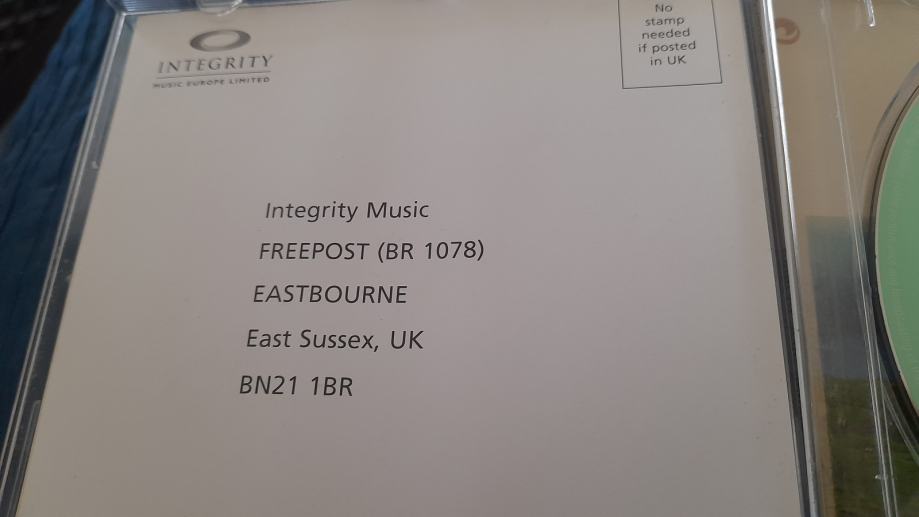 INTEGRITY
MUSIC EUROPE LIMITED
No
stamp
needed
if posted
in UK
Integrity Music
FREEPOST (BR 1078)
EASTBOURNE
East Sussex, UK
BN21 1BR